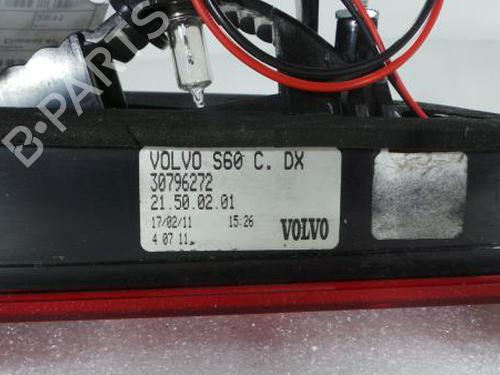 B-PARTS
VOLVO S60 C. DX
30796272
21.50.02.01
17/02/11 15:26
4 07 11
VOLVO